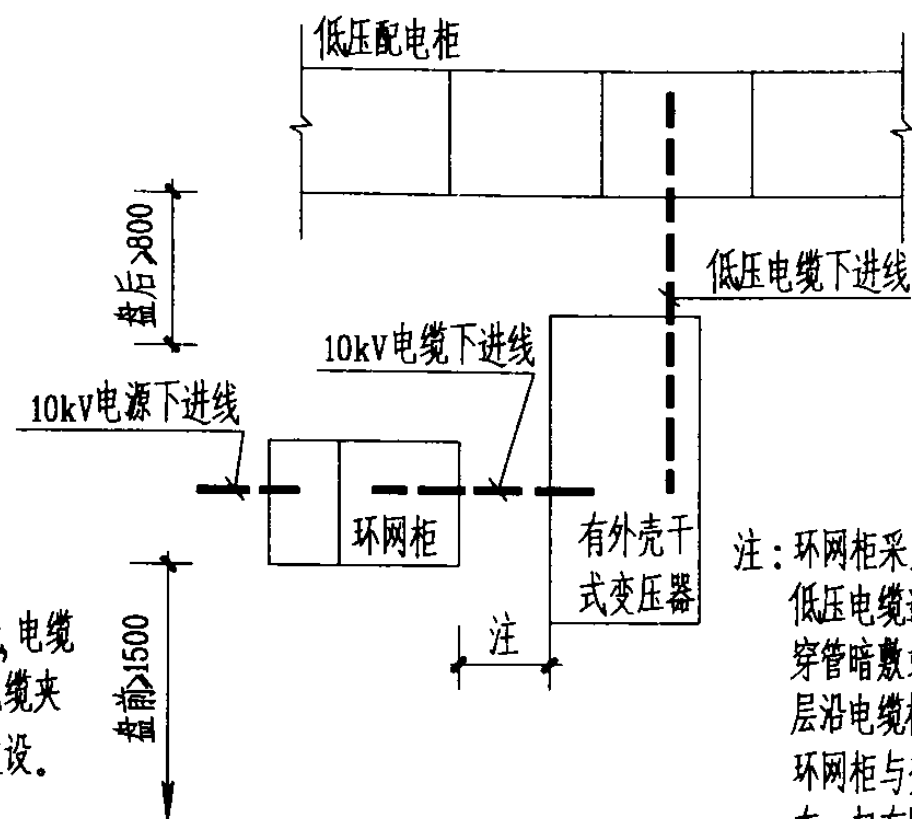 低压配电柜
盘后>800
低压电缆下进线
10kV电缆下进线
10kV电源下进线
环网柜
有外壳干
式变压器
注
盘前>1500
电缆
缆夹
设。
注：环网柜采
低压电缆
穿管暗敷
层沿电缆
环网柜与